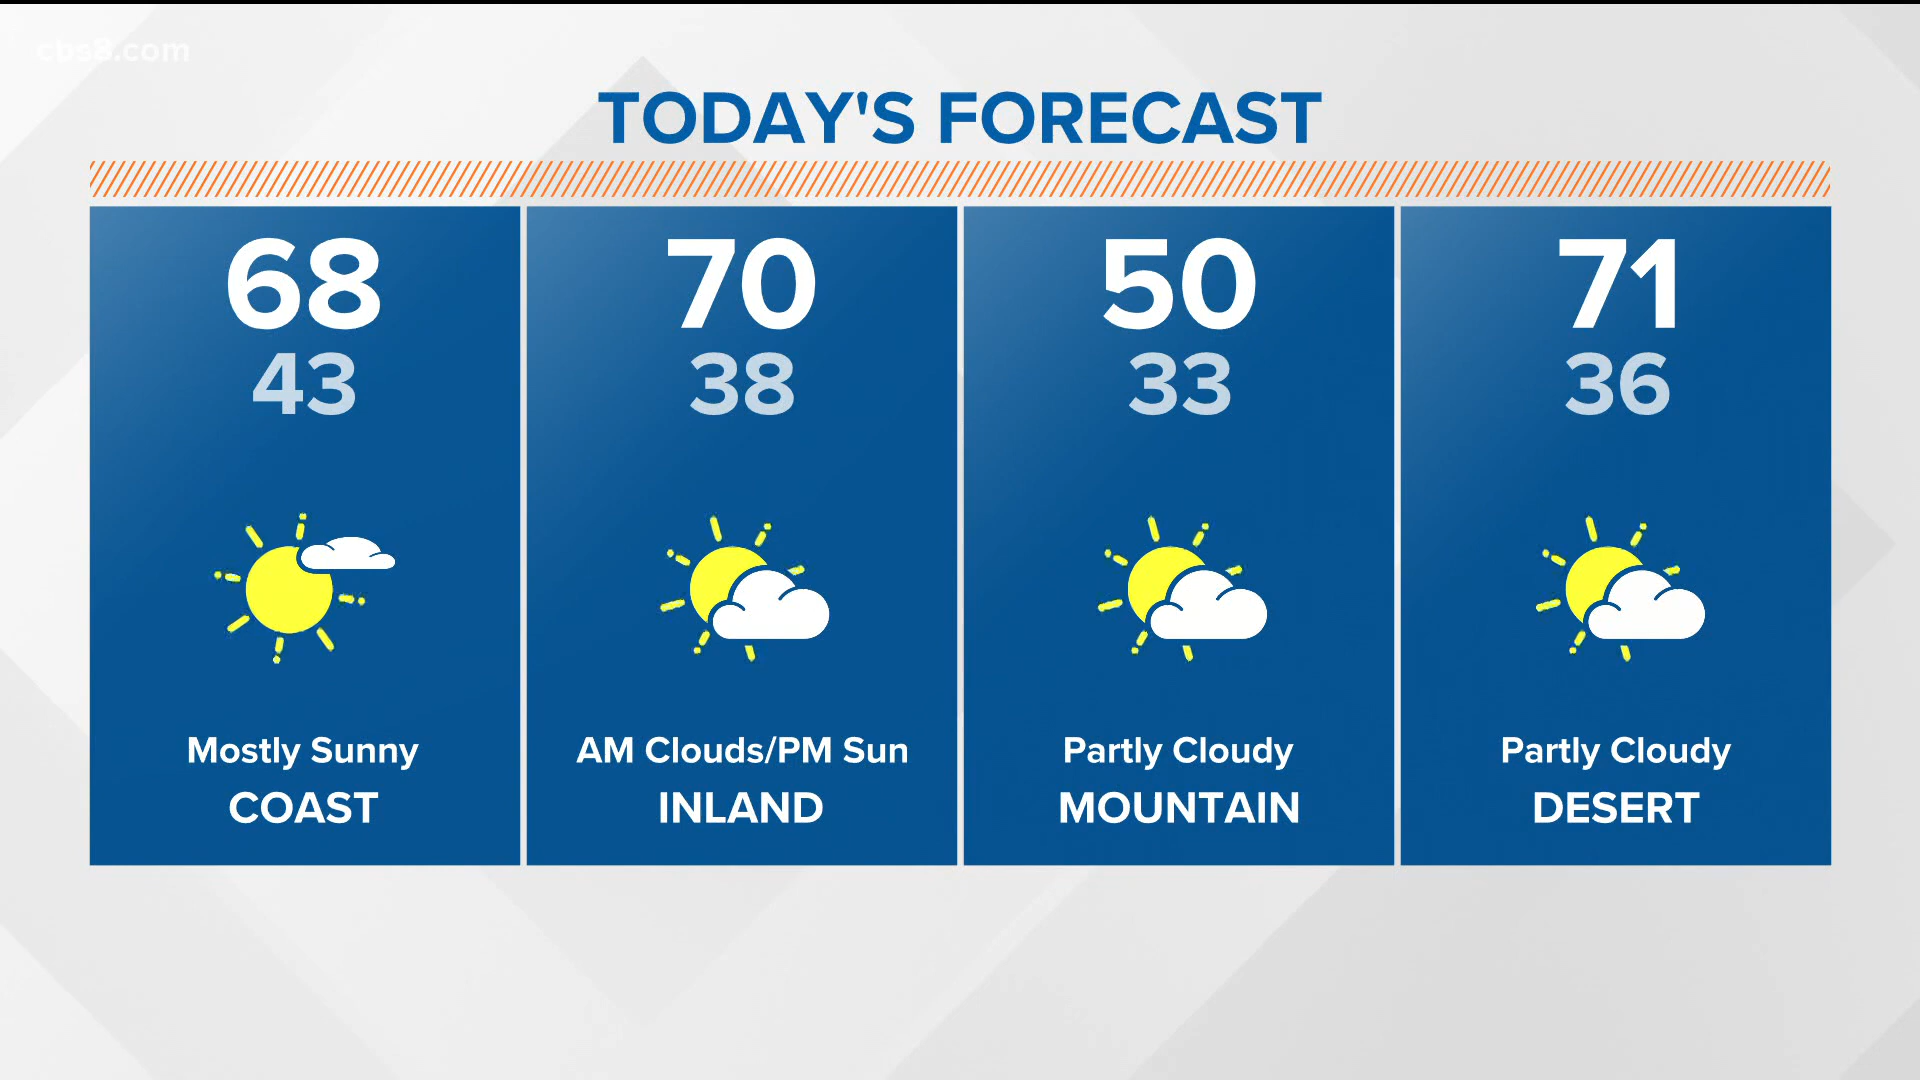 cbs8.com
TODAY'S FORECAST
68
43
Mostly Sunny
COAST
70
38
AM Clouds/PM Sun
INLAND
50
33
Partly Cloudy
MOUNTAIN
71
36
Partly Cloudy
DESERT